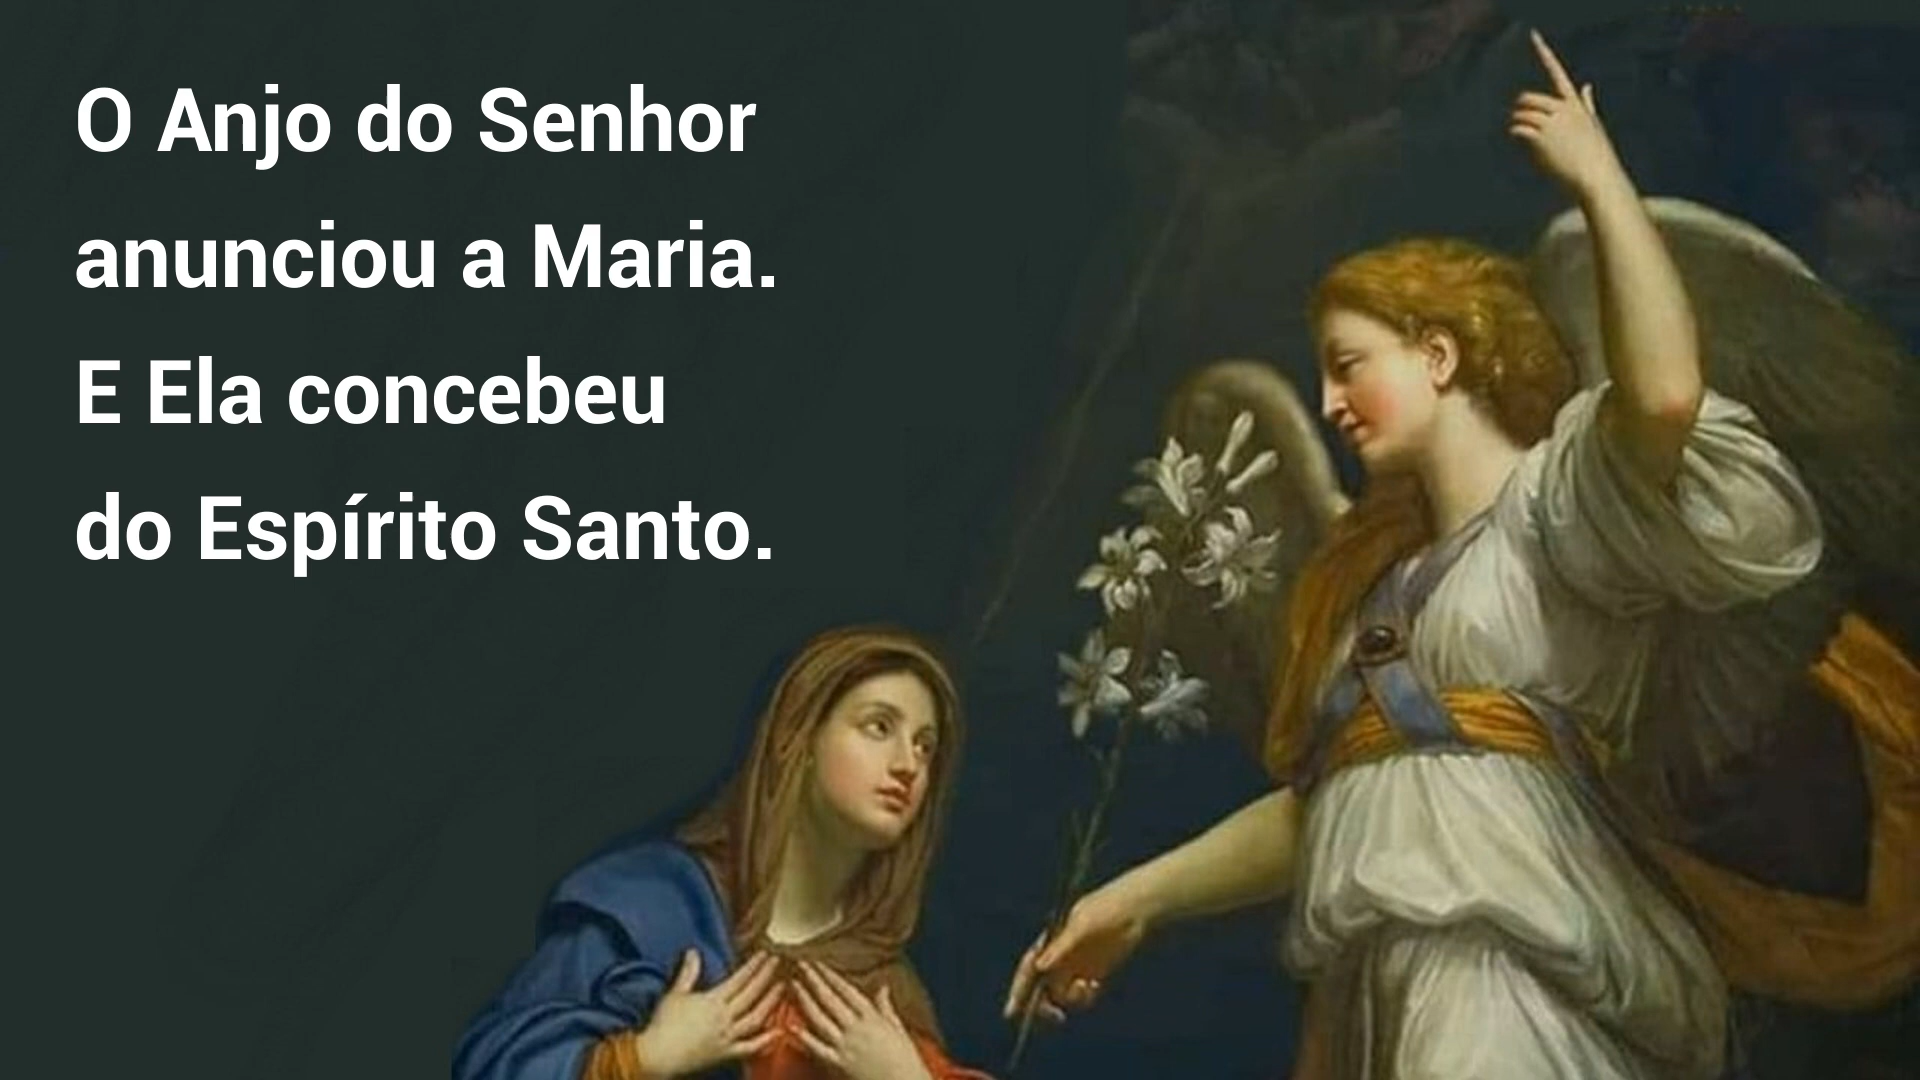 O Anjo do Senhor
anunciou a Maria.
E Ela concebeu
do Espírito Santo.